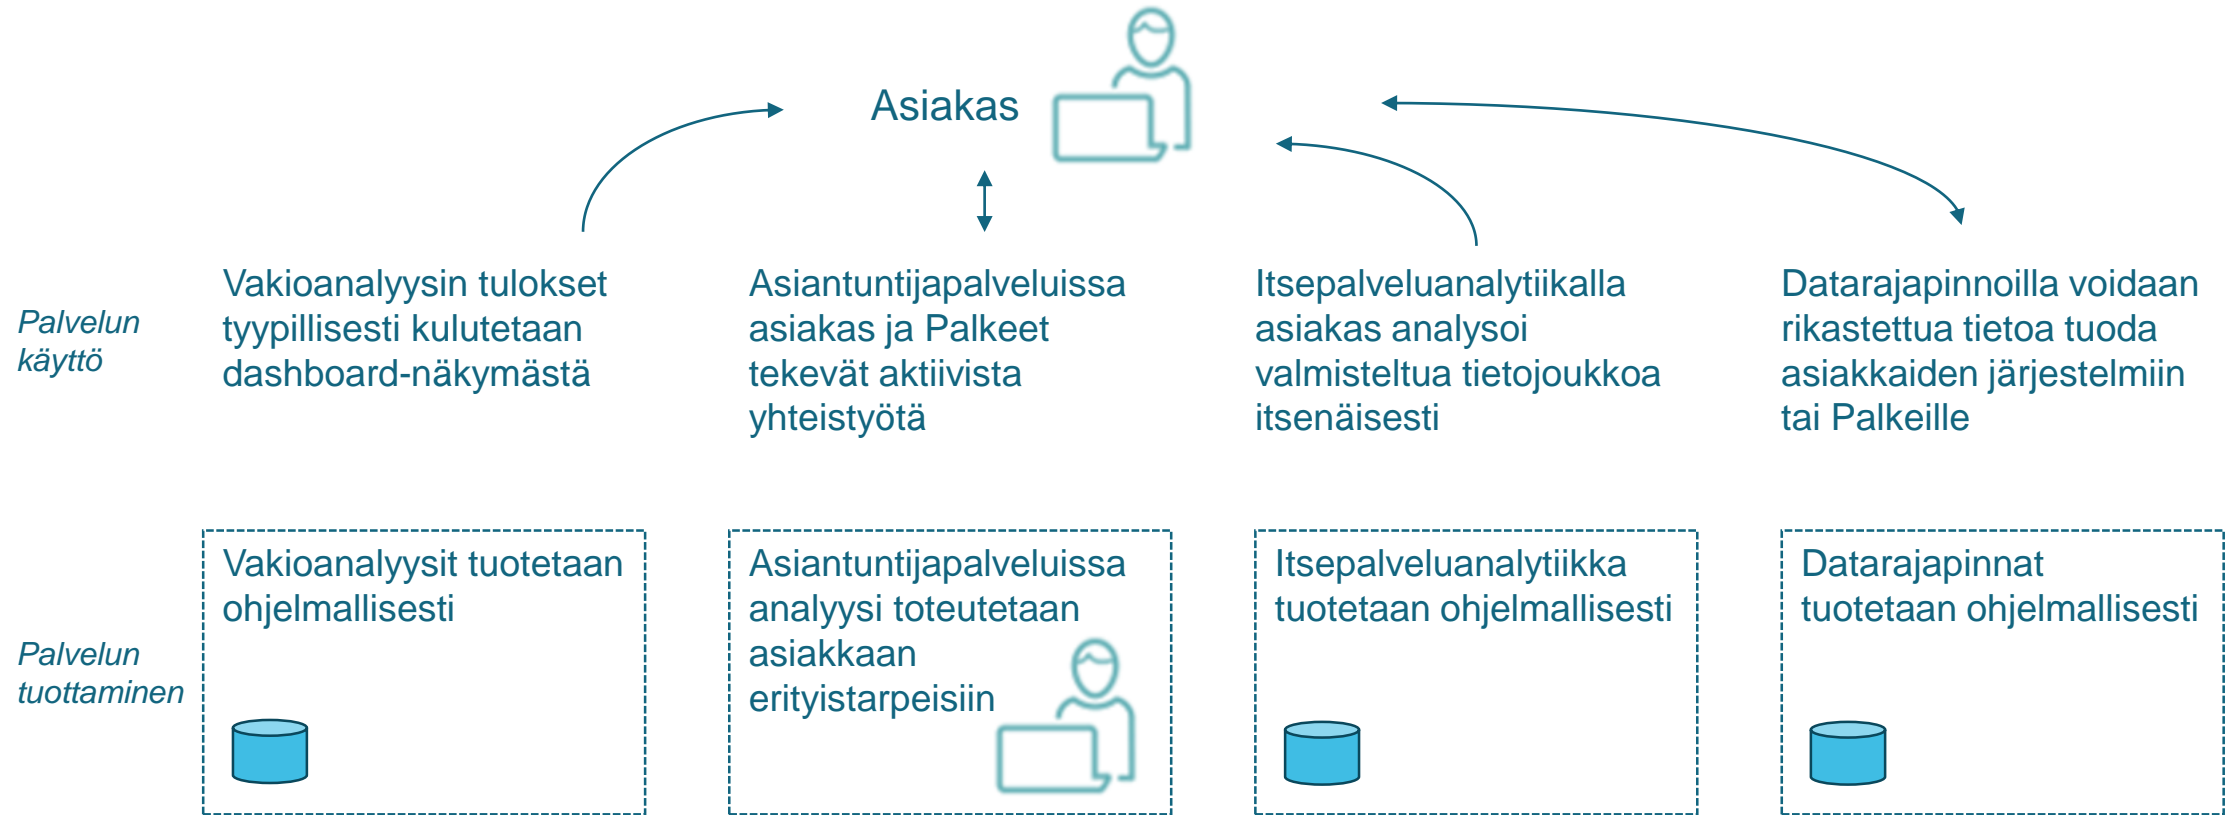 Asiakas
Palvelun
käyttö
Vakioanalyysin tulokset
tyypillisesti kulutetaan
dashboard-näkymästä
Asiantuntijapalveluissa
asiakas ja Palkeet
tekevät aktiivista
yhteistyötä
Itsepalveluanalytiikalla
asiakas analysoi
valmisteltua tietojoukkoa
itsenäisesti
Datarajapinnoilla voidaan
rikastettua tietoa tuoda
asiakkaiden järjestelmiin
tai Palkeille
Palvelun
tuottaminen
Vakioanalyysit tuotetaan
ohjelmallisesti
Asiantuntijapalveluissa
analyysi toteutetaan
asiakkaan
erityistarpeisiin
Itsepalveluanalytiikka
tuotetaan ohjelmallisesti
Datarajapinnat
tuotetaan ohjelmallisesti